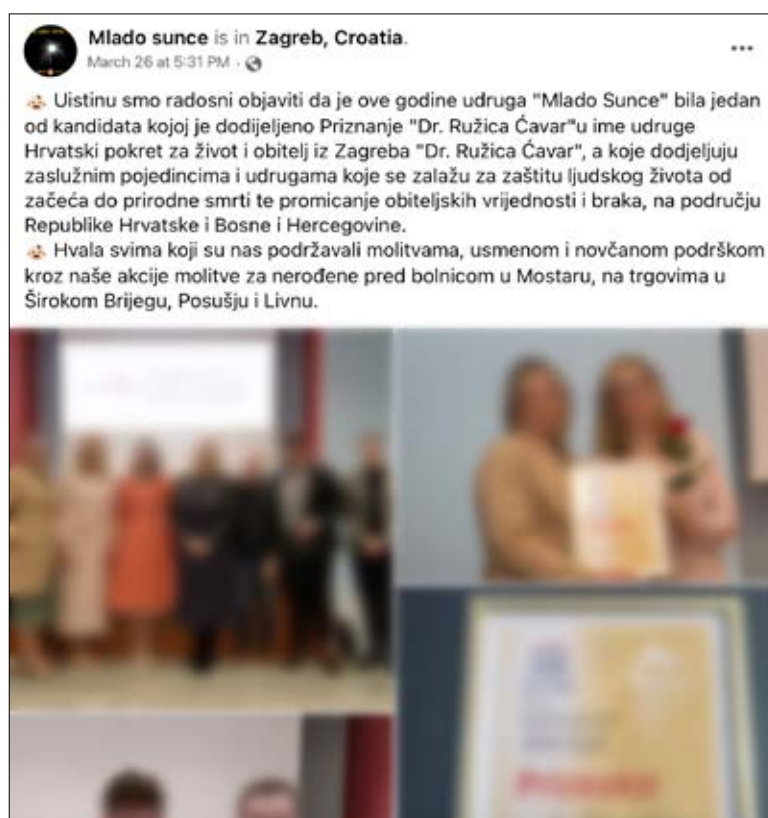 Mlado sunce is in Zagreb, Croatia.
March 26 at 5:31 PM ·
Uistinu smo radosni objaviti da je ove godine udruga "Mlado Sunce" bila jedan
od kandidata kojoj je dodijeljeno Priznanje "Dr. Ružica Ćavar"u ime udruge
Hrvatski pokret za život i obitelj iz Zagreba "Dr. Ružica Ćavar", a koje dodjeljuju
zaslužnim pojedincima i udrugama koje se zalažu za zaštitu ljudskog života od
začeća do prirodne smrti te promicanje obiteljskih vrijednosti i braka, na području
Republike Hrvatske i Bosne i Hercegovine.
Hvala svima koji su nas podržavali molitvama, usmenom i novčanom podrškom
kroz naše akcije molitve za nerođene pred bolnicom u Mostaru, na trgovima u
Širokom Brijegu, Posušju i Livnu.